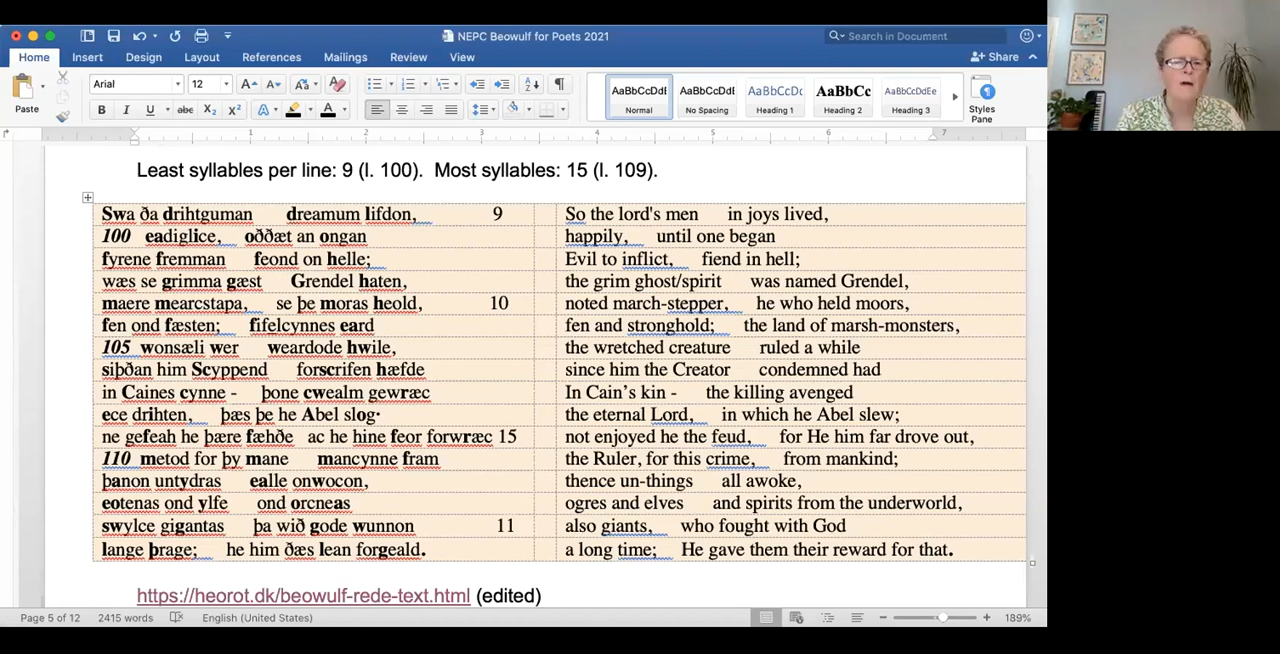 NEPC Beowulf for Poets 2021
Search in Document
Home Insert Design Layout References Mailings Review View Share
Paste Arial 12 AaBbCcDdE Normal AaBbCcDdE No Spacing AaBbCcDc Heading 1 AaBbCc Heading 2 AaBbCcDdEe Heading 3 Styles Pane
1 2 3 4 5 6 7
Least syllables per line: 9 (l. 100). Most syllables: 15 (l. 109).
Swa ða drihtguman dreamum lifdon, 9 So the lord's men in joys lived,
100 eadiglice, oððæt an ongan happily, until one began
fyrene fremman feond on helle; Evil to inflict, fiend in hell;
wæs se grimma gæst Grendel haten, the grim ghost/spirit was named Grendel,
maere mearcstapa, se þe moras heold, 10 noted march-stepper, he who held moors,
fen ond fæsten; fifelcynnes eard fen and stronghold; the land of marsh-monsters,
105 wonsæli wer weardode hwile, the wretched creature ruled a while
siþðan him Scyppend forscrifen hæfde since him the Creator condemned had
in Caines cynne - þone cwealm gewræc In Cain's kin - the killing avenged
ece drihten, þæs þe he Abel slog· the eternal Lord, in which he Abel slew;
ne gefeah he þære fæhðe ac he hine feor forwræc 15 not enjoyed he the feud, for He him far drove out,
110 metod for þy mane mancynne fram the Ruler, for this crime, from mankind;
þanon untydras ealle onwocon, thence un-things all awoke,
eotenas ond ylfe ond orcneas ogres and elves and spirits from the underworld,
swylce gigantas þa wið gode wunnon 11 also giants, who fought with God
lange þrage; he him ðæs lean forgeald. a long time; He gave them their reward for that.
https://heorot.dk/beowulf-rede-text.html (edited)
Page 5 of 12 2415 words English (United States) 189%